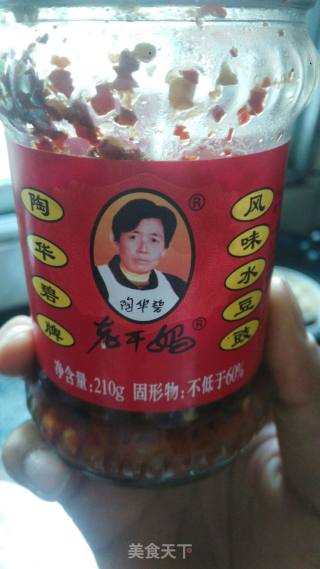 陶华碧牌
风味水豆豉
®
陶华碧
老干妈®
净含量:210g 固形物:不低于60%
美食天下